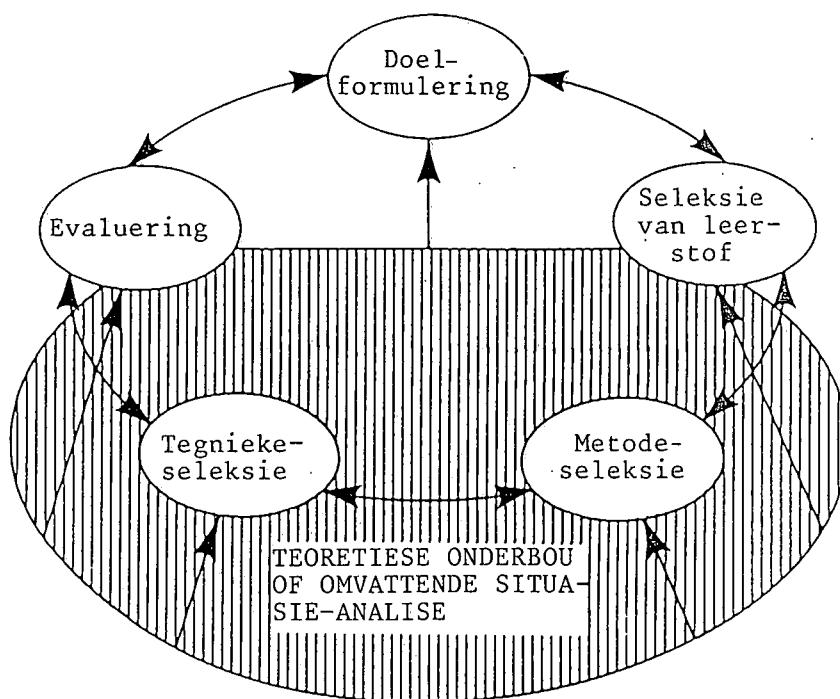 Doel-
formulering
Evaluering
Seleksie
van leer-
stof
Tegnieke-
seleksie
Metode-
seleksie
TEORETIESE ONDERBOU
OF OMVATTENDE SITUA-
SIE-ANALISE